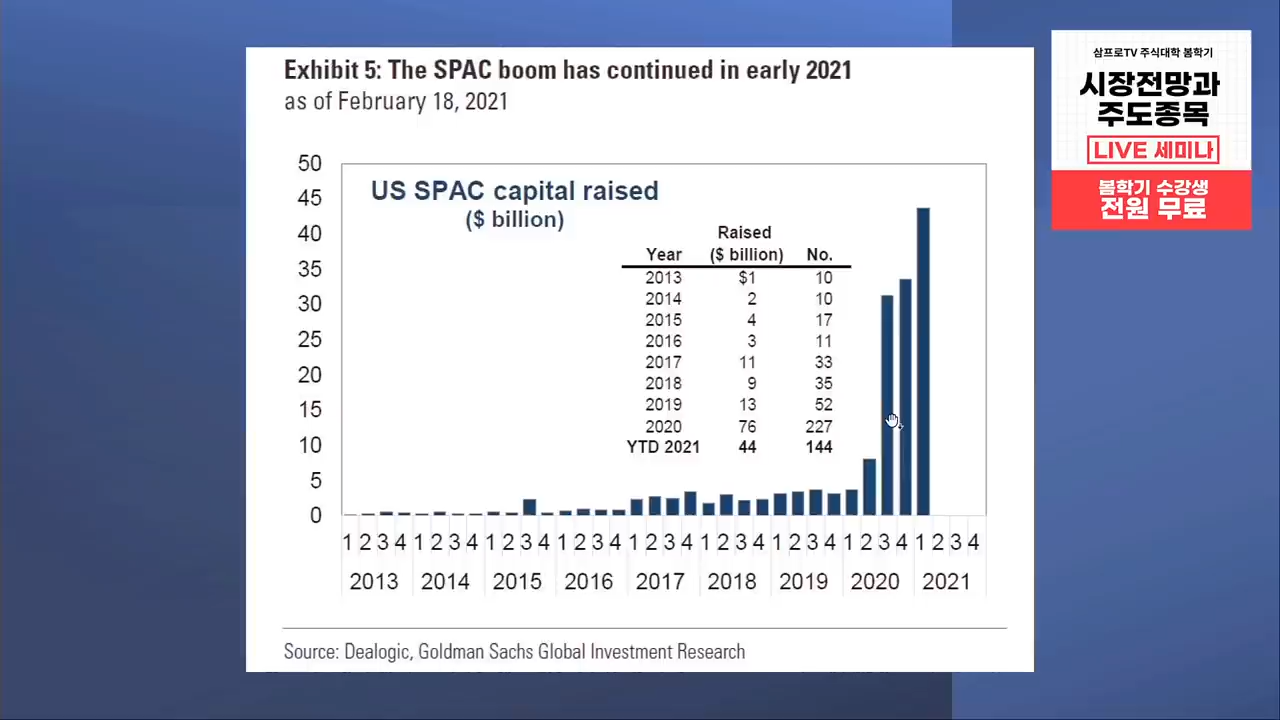 Exhibit 5: The SPAC boom has continued in early 2021
as of February 18, 2021
삼프로TV 주식대학 봄학기
시장전망과
주도종목
LIVE 세미나
봄학기 수강생
전원 무료
US SPAC capital raised
($ billion)
50
45
40
35
30
25
20
15
10
5
0
Raised
Year ($ billion) No.
2013 $1 10
2014 2 10
2015 4 17
2016 3 11
2017 11 33
2018 9 35
2019 13 52
2020 76 227
YTD 2021 44 144
1 2 3 4 1 2 3 4 1 2 3 4 1 2 3 4 1 2 3 4 1 2 3 4 1 2 3 4 1 2 3 4 1 2 3 4
2013 2014 2015 2016 2017 2018 2019 2020 2021
Source: Dealogic, Goldman Sachs Global Investment Research